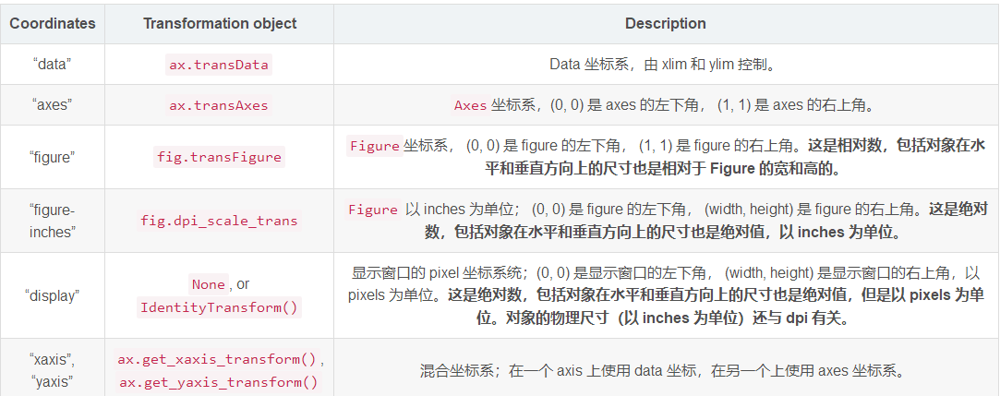 Coordinates Transformation object Description
“data” ax.transData Data 坐标系，由 xlim 和 ylim 控制。
“axes” ax.transAxes Axes 坐标系，(0, 0) 是 axes 的左下角， (1, 1) 是 axes 的右上角。
“figure” fig.transFigure Figure 坐标系， (0, 0) 是 figure 的左下角， (1, 1) 是 figure 的右上角。这是相对数，包括对象在水
平和垂直方向上的尺寸也是相对于 Figure 的宽和高的。
“figure-
inches” fig.dpi_scale_trans Figure 以 inches 为单位； (0, 0) 是 figure 的左下角， (width, height) 是 figure 的右上角。这是绝对
数，包括对象在水平和垂直方向上的尺寸也是绝对值，以 inches 为单位。
“display” None , or
IdentityTransform() 显示窗口的 pixel 坐标系统；(0, 0) 是显示窗口的左下角， (width, height) 是显示窗口的右上角，以
pixels 为单位。这是绝对数，包括对象在水平和垂直方向上的尺寸也是绝对值，但是以 pixels 为单
位。对象的物理尺寸（以 inches 为单位）还与 dpi 有关。
“xaxis”,
“yaxis” ax.get_xaxis_transform() ,
ax.get_yaxis_transform() 混合坐标系；在一个 axis 上使用 data 坐标，在另一个上使用 axes 坐标系。